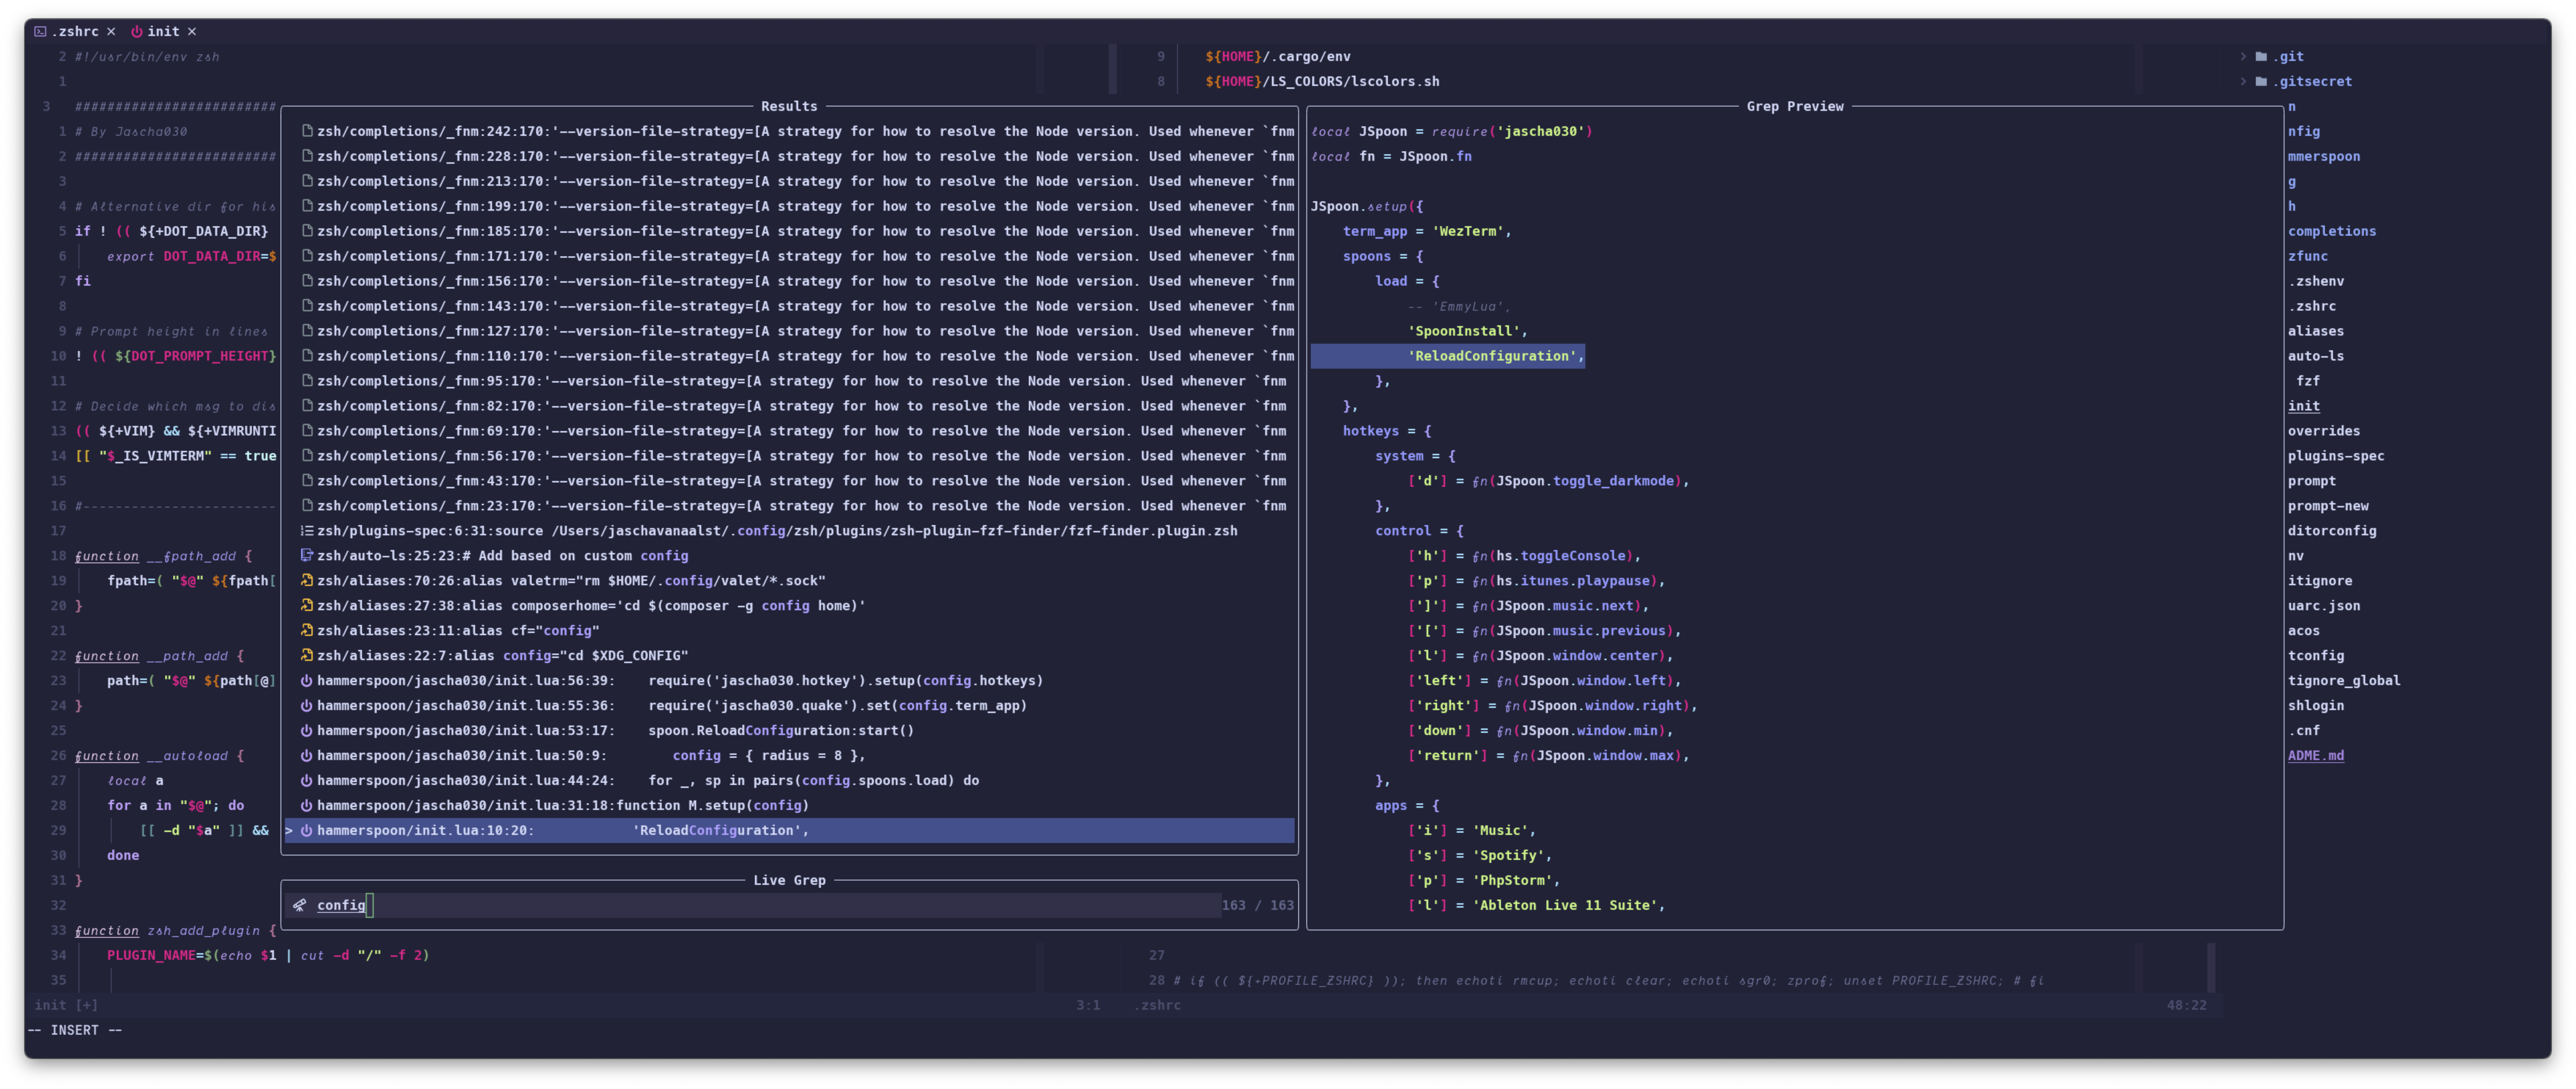 .zshrc × init ×
2 #!/usr/bin/env zsh
1
3 #########################
1 # By Jascha030
2 #########################
3
4 # Alternative dir for his
5 if ! (( ${+DOT_DATA_DIR}
6 export DOT_DATA_DIR=$
7 fi
8
9 # Prompt height in lines
10 ! (( ${DOT_PROMPT_HEIGHT}
11
12 # Decide which msg to dis
13 (( ${+VIM} && ${+VIMRUNTI
14 [[ "$_IS_VIMTERM" == true
15
16 #------------------------
17
18 function __fpath_add {
19 fpath=( "$@" ${fpath[
20 }
21
22 function __path_add {
23 path=( "$@" ${path[@]
24 }
25
26 function __autoload {
27 local a
28 for a in "$@"; do
29 [[ -d "$a" ]] &&
30 done
31 }
32
33 function zsh_add_plugin {
34 PLUGIN_NAME=$(echo $1 | cut -d "/" -f 2)
35
init [+] 3:1
-- INSERT --
Results
zsh/completions/_fnm:242:170:'--version-file-strategy=[A strategy for how to resolve the Node version. Used whenever `fnm
zsh/completions/_fnm:228:170:'--version-file-strategy=[A strategy for how to resolve the Node version. Used whenever `fnm
zsh/completions/_fnm:213:170:'--version-file-strategy=[A strategy for how to resolve the Node version. Used whenever `fnm
zsh/completions/_fnm:199:170:'--version-file-strategy=[A strategy for how to resolve the Node version. Used whenever `fnm
zsh/completions/_fnm:185:170:'--version-file-strategy=[A strategy for how to resolve the Node version. Used whenever `fnm
zsh/completions/_fnm:171:170:'--version-file-strategy=[A strategy for how to resolve the Node version. Used whenever `fnm
zsh/completions/_fnm:156:170:'--version-file-strategy=[A strategy for how to resolve the Node version. Used whenever `fnm
zsh/completions/_fnm:143:170:'--version-file-strategy=[A strategy for how to resolve the Node version. Used whenever `fnm
zsh/completions/_fnm:127:170:'--version-file-strategy=[A strategy for how to resolve the Node version. Used whenever `fnm
zsh/completions/_fnm:110:170:'--version-file-strategy=[A strategy for how to resolve the Node version. Used whenever `fnm
zsh/completions/_fnm:95:170:'--version-file-strategy=[A strategy for how to resolve the Node version. Used whenever `fnm
zsh/completions/_fnm:82:170:'--version-file-strategy=[A strategy for how to resolve the Node version. Used whenever `fnm
zsh/completions/_fnm:69:170:'--version-file-strategy=[A strategy for how to resolve the Node version. Used whenever `fnm
zsh/completions/_fnm:56:170:'--version-file-strategy=[A strategy for how to resolve the Node version. Used whenever `fnm
zsh/completions/_fnm:43:170:'--version-file-strategy=[A strategy for how to resolve the Node version. Used whenever `fnm
zsh/completions/_fnm:23:170:'--version-file-strategy=[A strategy for how to resolve the Node version. Used whenever `fnm
zsh/plugins-spec:6:31:source /Users/jaschavanaalst/.config/zsh/plugins/zsh-plugin-fzf-finder/fzf-finder.plugin.zsh
zsh/auto-ls:25:23:# Add based on custom config
zsh/aliases:70:26:alias valetrm="rm $HOME/.config/valet/*.sock"
zsh/aliases:27:38:alias composerhome='cd $(composer -g config home)'
zsh/aliases:23:11:alias cf="config"
zsh/aliases:22:7:alias config="cd $XDG_CONFIG"
hammerspoon/jascha030/init.lua:56:39: require('jascha030.hotkey').setup(config.hotkeys)
hammerspoon/jascha030/init.lua:55:36: require('jascha030.quake').set(config.term_app)
hammerspoon/jascha030/init.lua:53:17: spoon.ReloadConfiguration:start()
hammerspoon/jascha030/init.lua:50:9: config = { radius = 8 },
hammerspoon/jascha030/init.lua:44:24: for _, sp in pairs(config.spoons.load) do
hammerspoon/jascha030/init.lua:31:18:function M.setup(config)
> hammerspoon/init.lua:10:20: 'ReloadConfiguration',
Live Grep
config 163 / 163
9 ${HOME}/.cargo/env
8 ${HOME}/LS_COLORS/lscolors.sh
Grep Preview
local JSpoon = require('jascha030')
local fn = JSpoon.fn
JSpoon.setup({
term_app = 'WezTerm',
spoons = {
load = {
-- 'EmmyLua',
'SpoonInstall',
'ReloadConfiguration',
},
},
hotkeys = {
system = {
['d'] = fn(JSpoon.toggle_darkmode),
},
control = {
['h'] = fn(hs.toggleConsole),
['p'] = fn(hs.itunes.playpause),
[']'] = fn(JSpoon.music.next),
['['] = fn(JSpoon.music.previous),
['l'] = fn(JSpoon.window.center),
['left'] = fn(JSpoon.window.left),
['right'] = fn(JSpoon.window.right),
['down'] = fn(JSpoon.window.min),
['return'] = fn(JSpoon.window.max),
},
apps = {
['i'] = 'Music',
['s'] = 'Spotify',
['p'] = 'PhpStorm',
['l'] = 'Ableton Live 11 Suite',
27
28 # if (( ${+PROFILE_ZSHRC} )); then echoti rmcup; echoti clear; echoti sgr0; zprof; unset PROFILE_ZSHRC; # fi
.zshrc 48:22
> .git
> .gitsecret
n
nfig
mmerspoon
g
h
completions
zfunc
.zshenv
.zshrc
aliases
auto-ls
fzf
init
overrides
plugins-spec
prompt
prompt-new
ditorconfig
nv
itignore
uarc.json
acos
tconfig
tignore_global
shlogin
.cnf
ADME.md